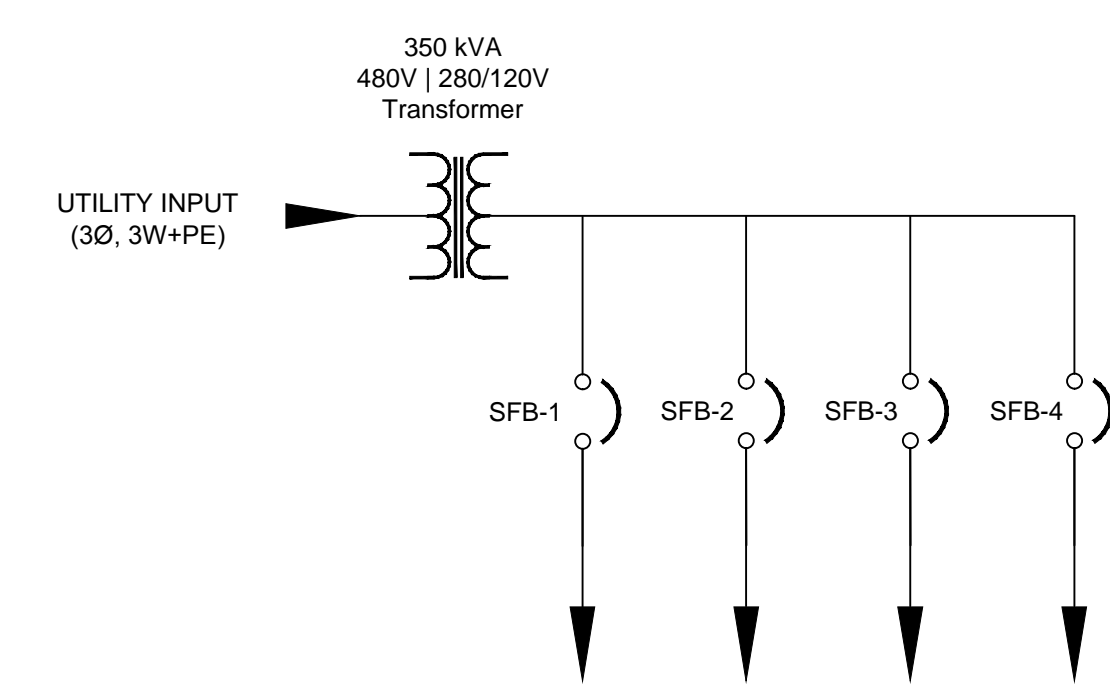 350 kVA
480V | 280/120V
Transformer
UTILITY INPUT
(3Ø, 3W+PE)
SFB-1
SFB-2
SFB-3
SFB-4